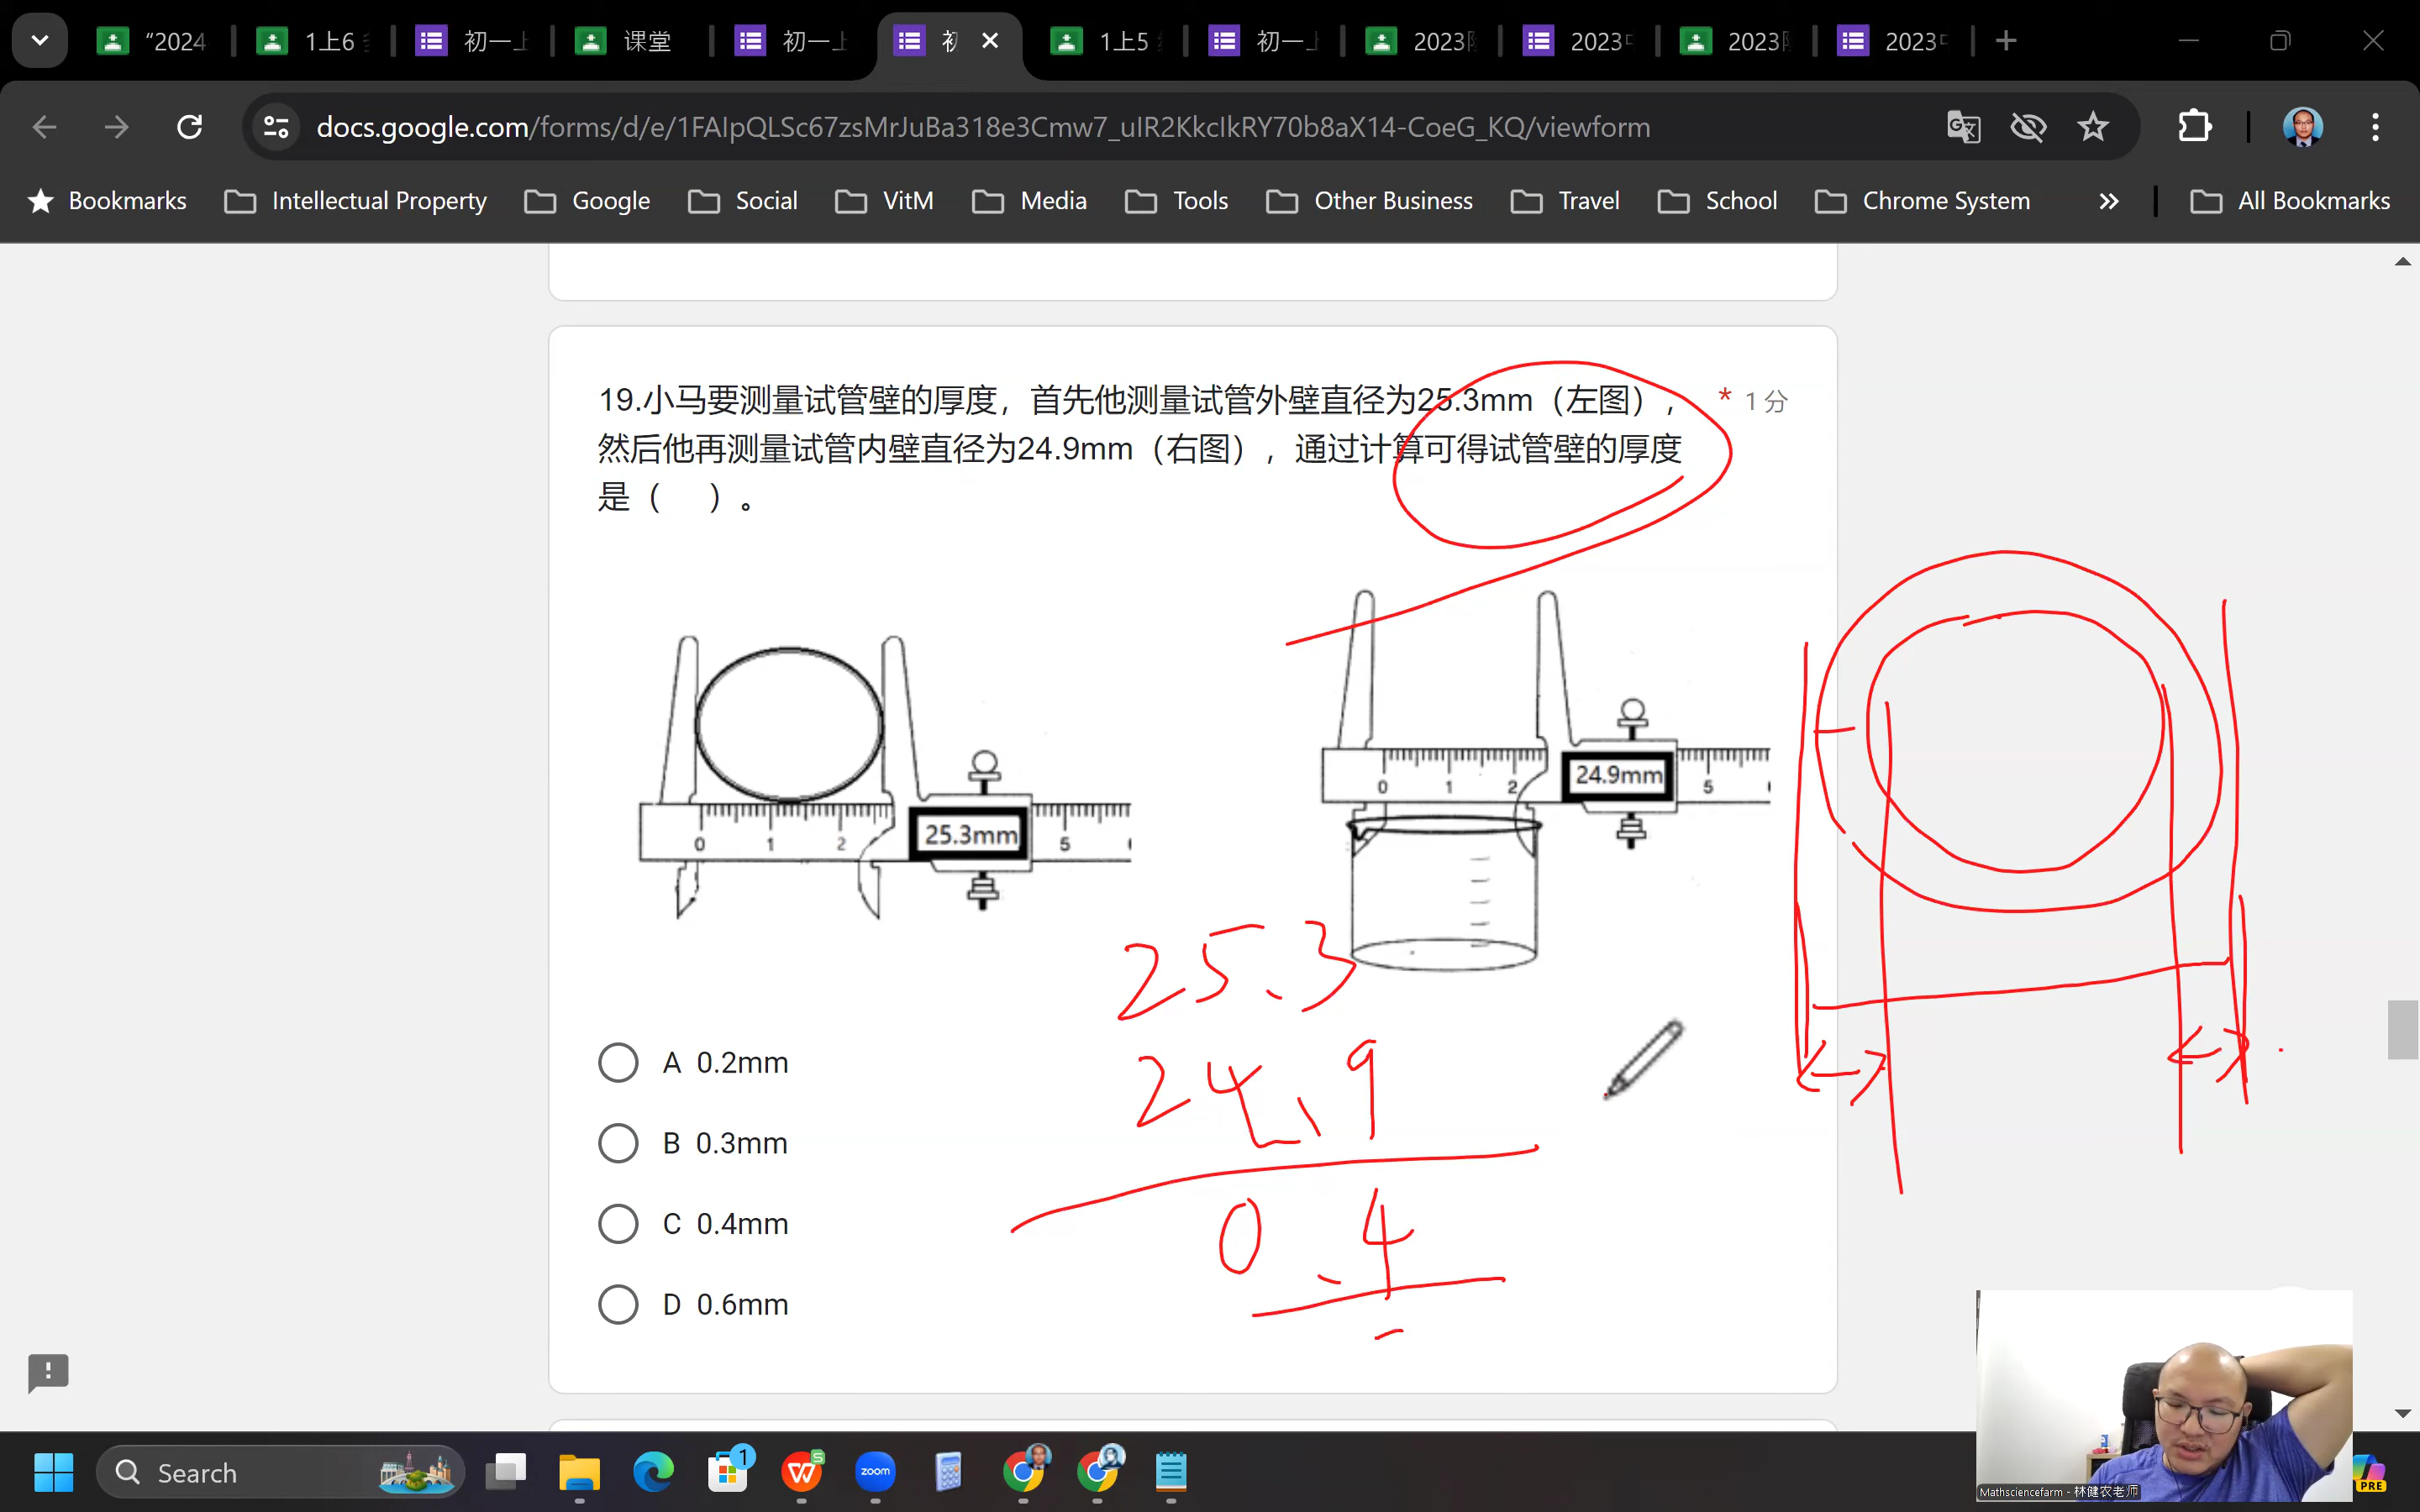 “2024
1上6
初一上
课堂
初一上
初
1上5
初一上
2023
2023
2023
2023
docs.google.com/forms/d/e/1FAIpQLSc67zsMrJuBa318e3Cmw7_uIR2KkcIkRY70b8aX14-CoeG_KQ/viewform
Bookmarks
Intellectual Property
Google
Social
VitM
Media
Tools
Other Business
Travel
School
Chrome System
All Bookmarks
19.小马要测量试管壁的厚度，首先他测量试管外壁直径为25.3mm（左图），
* 1 分
然后他再测量试管内壁直径为24.9mm（右图），通过计算可得试管壁的厚度
是（ ）。
0 1 2
25.3mm
5
0 1 2
24.9mm
5
25.3
24.9
0.4
A 0.2mm
B 0.3mm
C 0.4mm
D 0.6mm
Mathsciencefarm - 林健农老师
Search
1
zoom
PRE